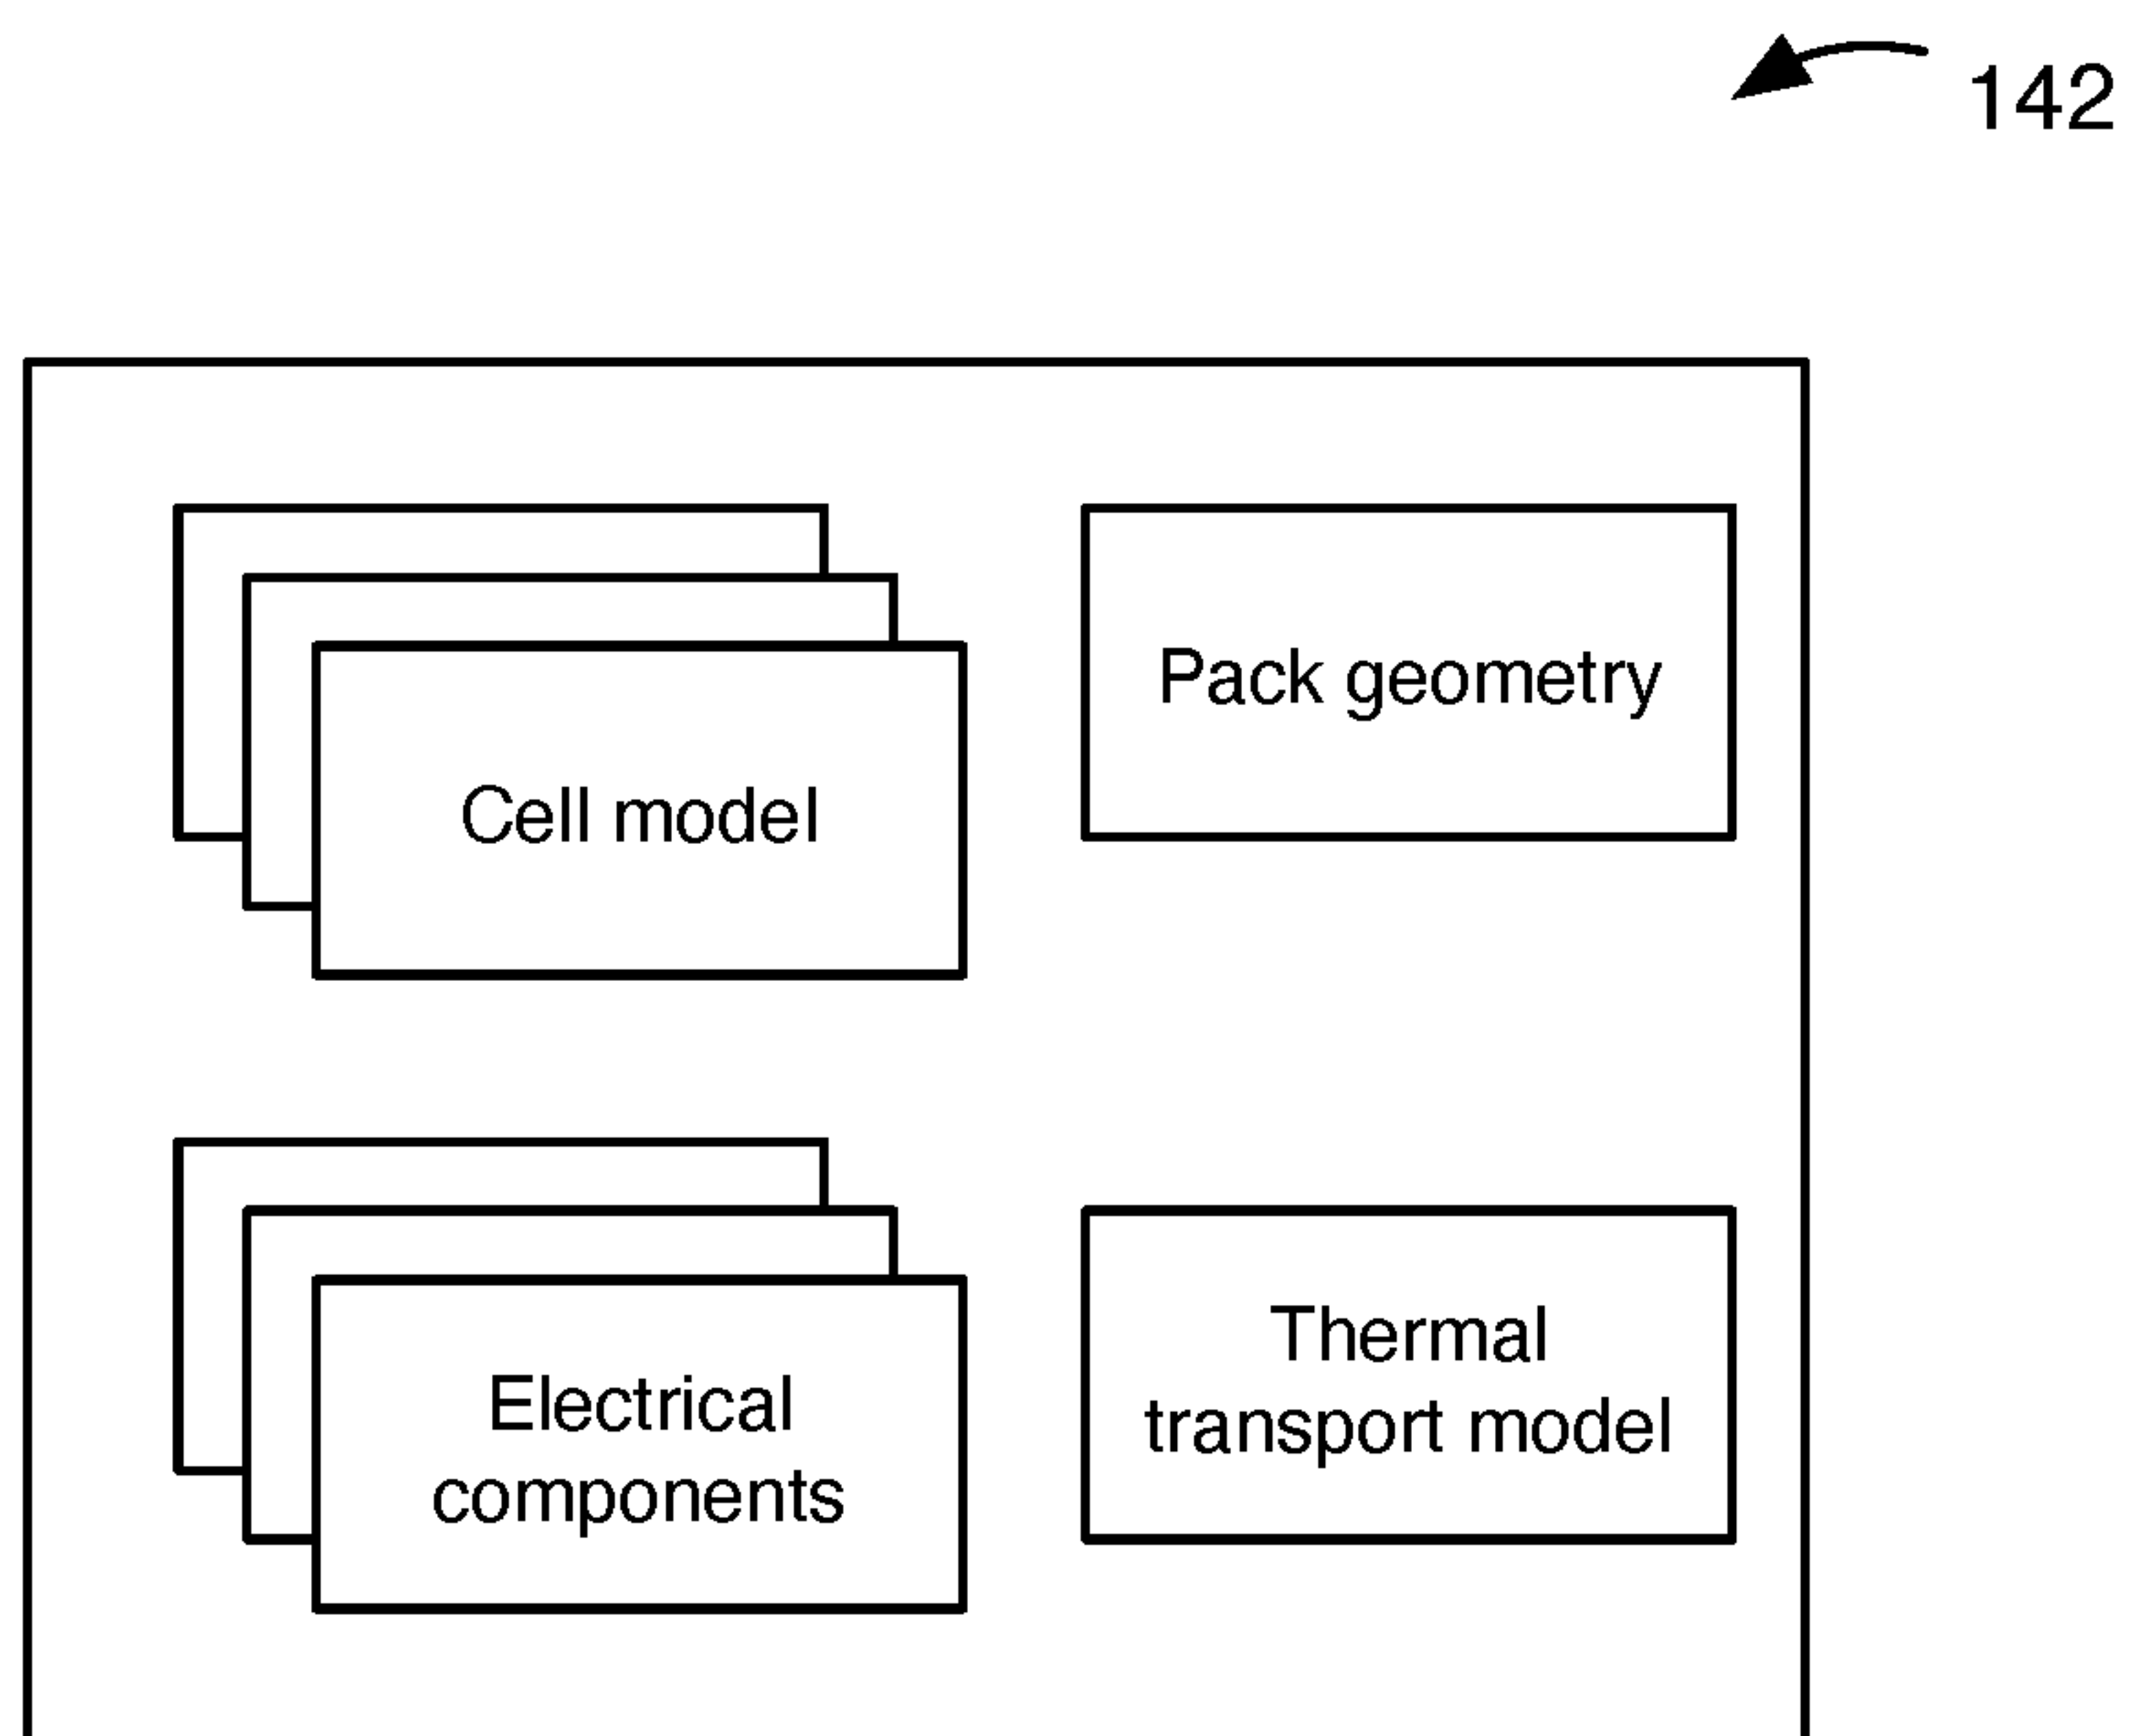 142
Pack geometry
Cell model
Thermal
transport model
Electrical
components